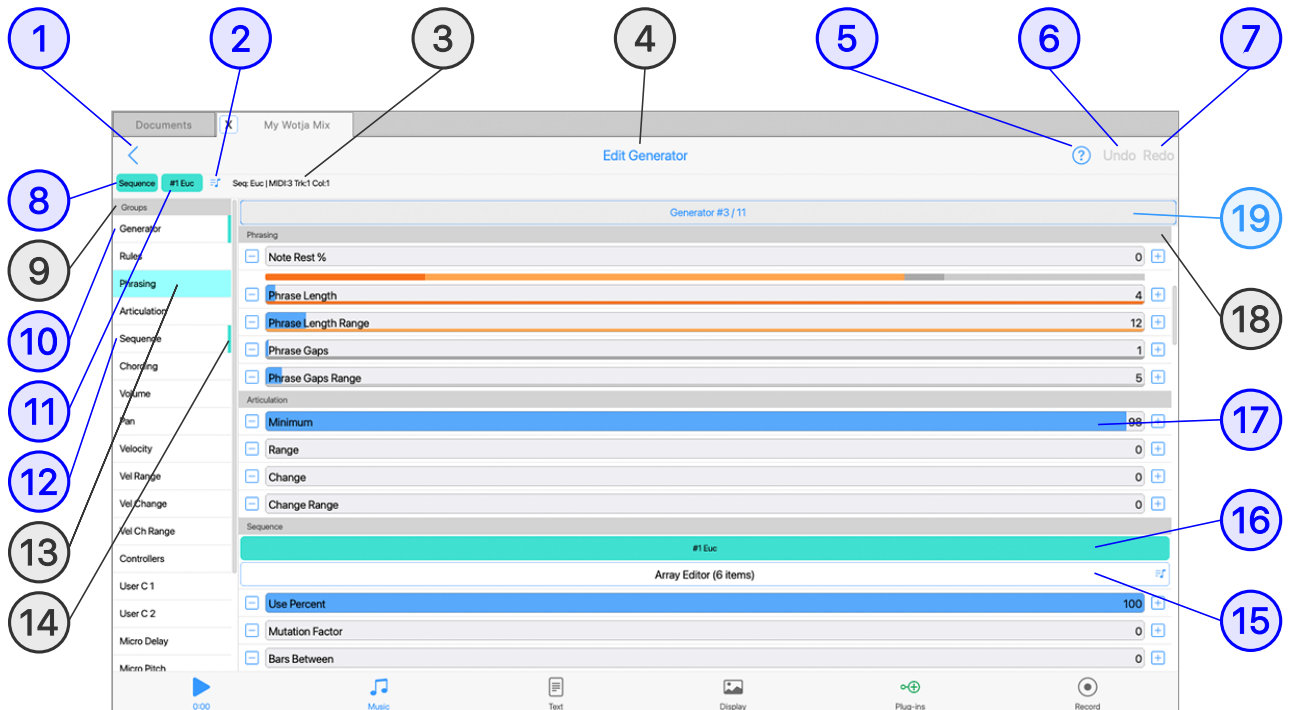 1 2 3 4 5 6 7
Documents X My Wotja Mix
Edit Generator
? Undo Redo
Sequence #1 Euc Seq: Euc | MIDI:3 Trk:1 Col:1
8
9
10
11
12
13
14
Groups
Generator
Rules
Phrasing
Articulation
Sequence
Chording
Volume
Pan
Velocity
Vel Range
Vel Change
Vel Ch Range
Controllers
User C 1
User C 2
Micro Delay
Micro Pitch
Generator #3 / 11
Phrasing
Note Rest % 0
Phrase Length 4
Phrase Length Range 12
Phrase Gaps 1
Phrase Gaps Range 5
Articulation
Minimum 98
Range 0
Change 0
Change Range 0
Sequence
#1 Euc
Array Editor (6 items)
Use Percent 100
Mutation Factor 0
Bars Between 0
19
18
17
16
15
0:00 Music Text Display Plug-ins Record